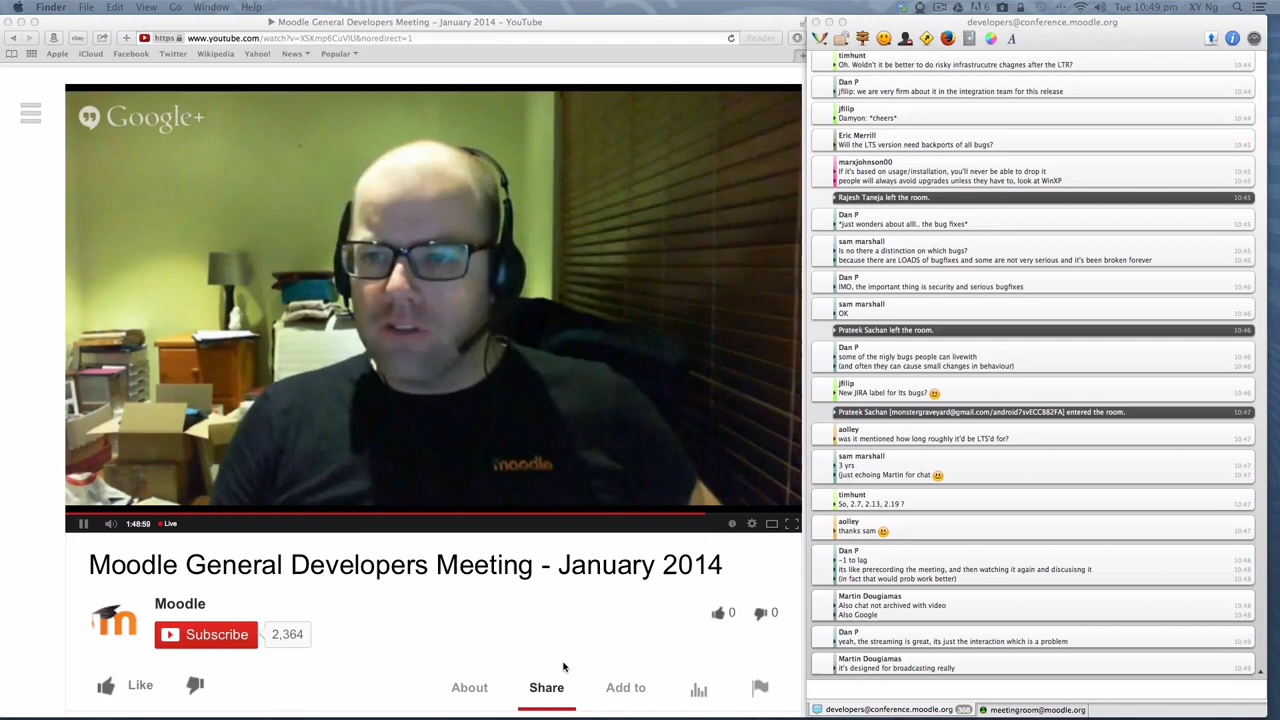 Finder File Edit View Go Window Help
Tue 10:49 pm XY Ng
Moodle General Developers Meeting - January 2014 - YouTube
https www.youtube.com/watch?v=XSKmp6CuVIU&noredirect=1 Reader
Apple iCloud Facebook Twitter Wikipedia Yahoo! News Popular
Google+
moodle
1:48:59 Live
Moodle General Developers Meeting - January 2014
Moodle
Subscribe 2,364
0 0
Like
About Share Add to
developers@conference.moodle.org
timhunt
Oh. Woldn't it be better to do risky infrastrucutre chagnes after the LTR? 10:44
Dan P
jfilip: we are very firm about it in the integration team for this release 10:44
jfilip
Damyon: *cheers* 10:44
Eric Merrill
Will the LTS version need backports of all bugs? 10:45
marxjohnson00
If it's based on usage/installation, you'll never be able to drop it 10:45
people will always avoid upgrades unless they have to, look at WinXP 10:45
Rajesh Taneja left the room. 10:45
Dan P
*just wonders about alll.. the bug fixes* 10:45
sam marshall
Is no there a distinction on which bugs? 10:45
because there are LOADS of bugfixes and some are not very serious and it's been broken forever 10:46
Dan P
IMO, the important thing is security and serious bugfixes 10:46
sam marshall
OK 10:46
Prateek Sachan left the room. 10:46
Dan P
some of the nigly bugs people can livewith 10:46
(and often they can cause small changes in behaviour) 10:46
jfilip
New JIRA label for lts bugs? 10:46
Prateek Sachan [monstergraveyard@gmail.com/android7svECCB82FA] entered the room. 10:47
aolley
was it mentioned how long roughly it'd be LTS'd for? 10:47
sam marshall
3 yrs 10:47
(just echoing Martin for chat 10:47
timhunt
So, 2.7, 2.13, 2.19 ? 10:47
aolley
thanks sam 10:47
Dan P
-1 to lag 10:48
its like prerecording the meeting, and then watching it again and discusisng it 10:48
(in fact that would prob work better) 10:48
Martin Dougiamas
Also chat not archived with video 10:48
Also Google 10:48
Dan P
yeah, the streaming is great, its just the interaction which is a problem 10:49
Martin Dougiamas
it's designed for broadcasting really 10:49
developers@conference.moodle.org 368 meetingroom@moodle.org